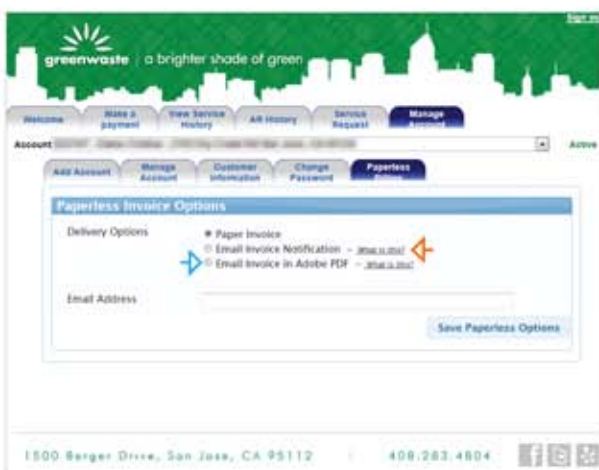 Sign out
greenwaste a brighter shade of green
Welcome Make a payment View Service History AR History Service Request Manage Account
Account Active
Add Account Manage Account Customer Information Change Password Paperless
Paperless Invoice Options
Delivery Options Paper Invoice
Email Invoice Notification - What is this?
Email Invoice in Adobe PDF - What is this?
Email Address
Save Paperless Options
1500 Berger Drive, San Jose, CA 95112 | 408.283.4804